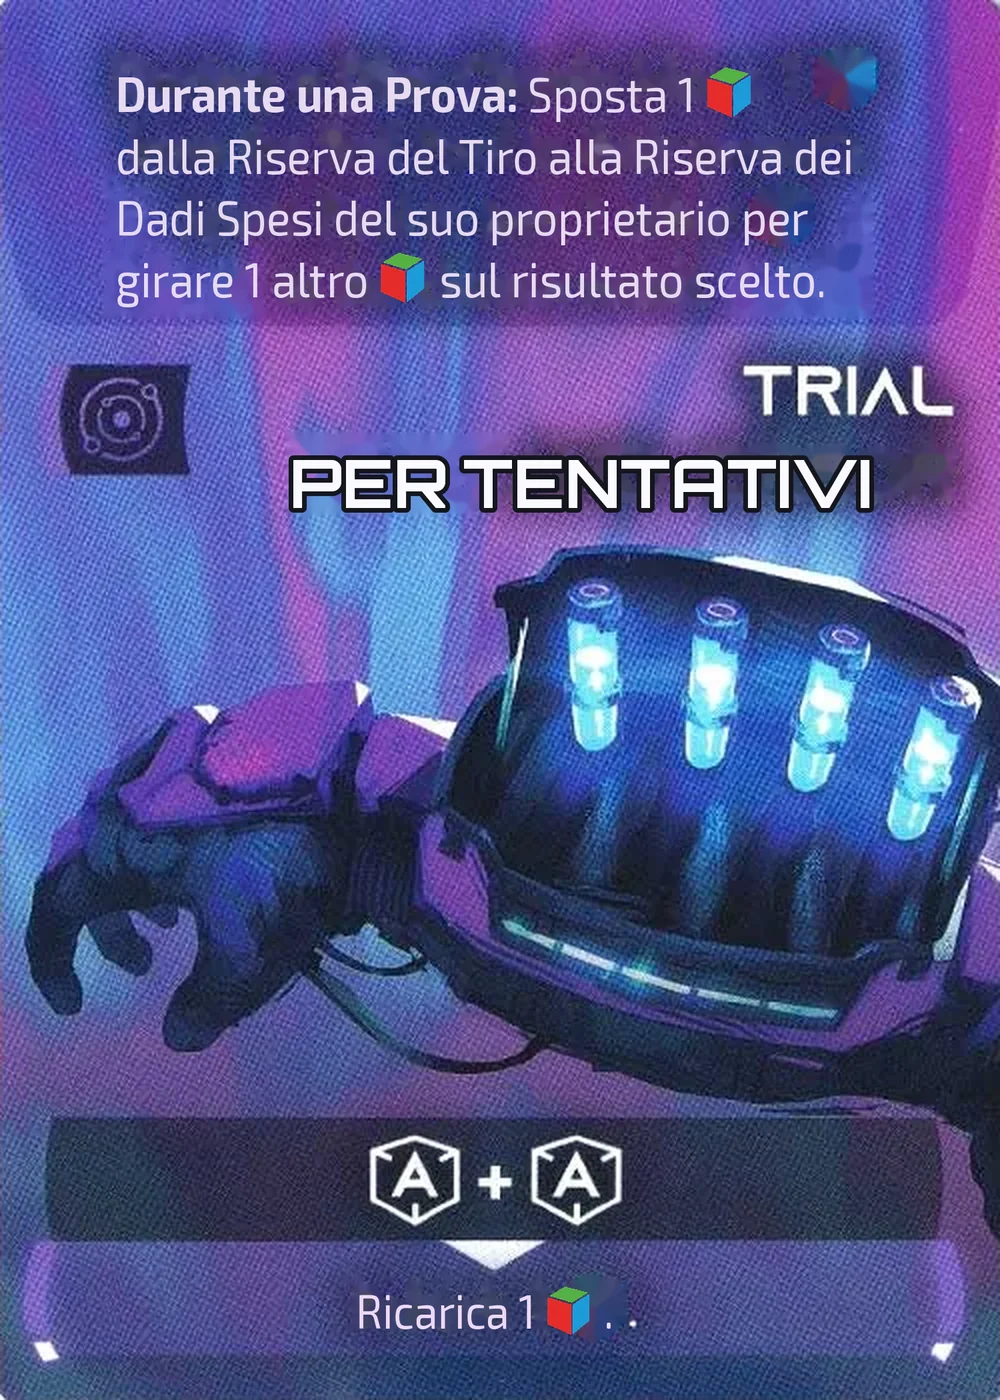 Durante una Prova: Sposta 1
dalla Riserva del Tiro alla Riserva dei
Dadi Spesi del suo proprietario per
girare 1 altro sul risultato scelto.
TRIAL
PER TENTATIVI
A + A
Ricarica 1 . .